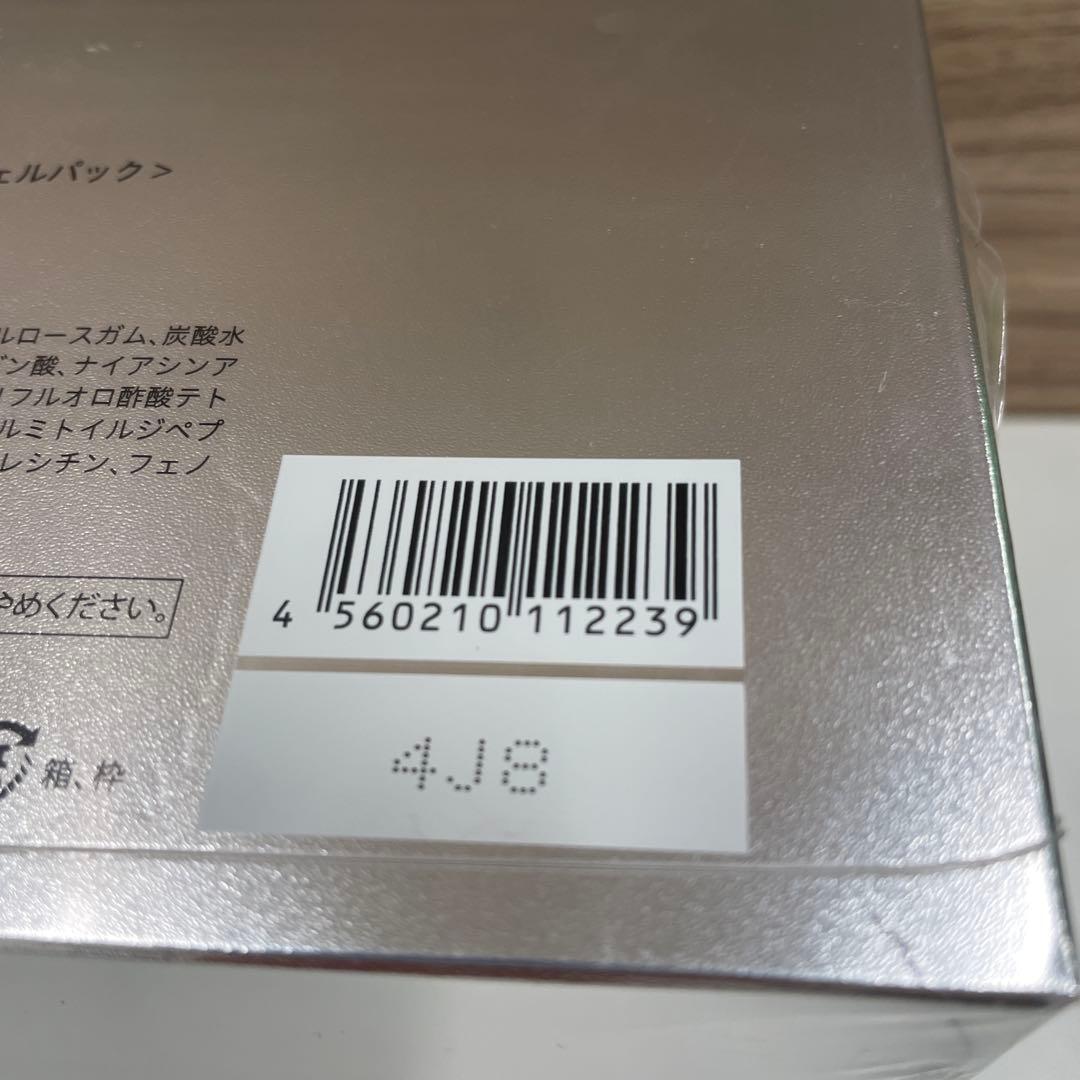 ェルパック>
ルロースガム、炭酸水
ン酸、ナイアシンア
フルオロ酢酸テト
ルミトイルジペプ
レシチン、フェノ
やめください。
4 560210 112239
4J8
箱、枠